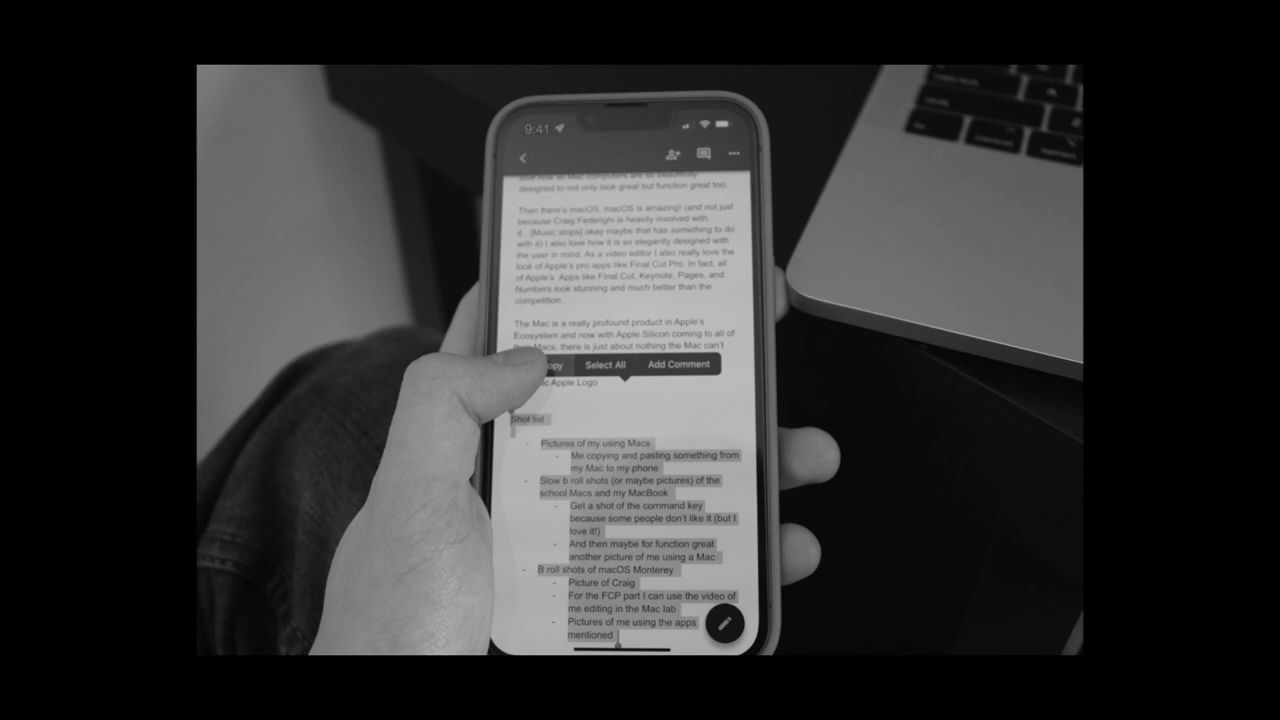 9:41
love how all Mac computers are so beautifully
designed to not only look great but function great too.
Then there's macOS. macOS is amazing! (and not just
because Craig Federighi is heavily involved with
it... [Music stops] okay maybe that has something to do
with it) I also love how it is so elegantly designed with
the user in mind. As a video editor I also really love the
look of Apple's pro apps like Final Cut Pro. In fact, all
of Apple's Apps like Final Cut, Keynote, Pages, and
Numbers look stunning and much better than the
competition.
The Mac is a really profound product in Apple's
Ecosystem and now with Apple Silicon coming to all of
their Macs, there is just about nothing the Mac can't
Select All Add Comment
Apple Logo
Shot list
- Pictures of my using Macs
- Me copying and pasting something from
my Mac to my phone
- Slow b roll shots (or maybe pictures) of the
school Macs and my MacBook
- Get a shot of the command key
because some people don't like it (but I
love it!)
- And then maybe for function great
another picture of me using a Mac
- B roll shots of macOS Monterey
- Picture of Craig
- For the FCP part I can use the video of
me editing in the Mac lab
- Pictures of me using the apps
mentioned